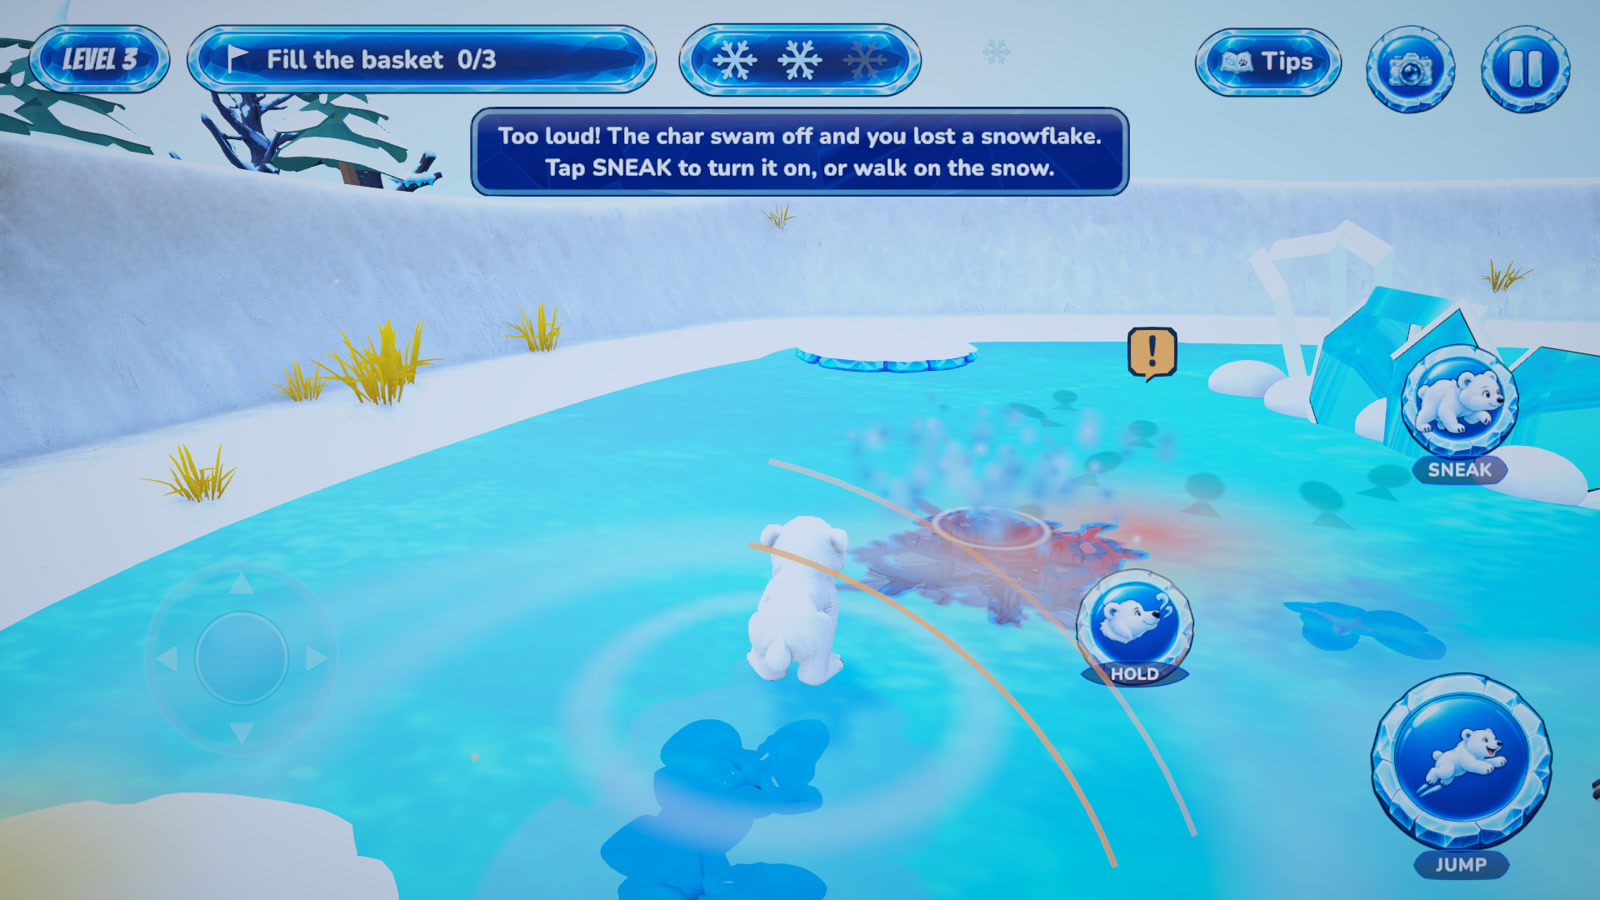 LEVEL 3
Fill the basket 0/3
Tips
Too loud! The char swam off and you lost a snowflake.
Tap SNEAK to turn it on, or walk on the snow.
!
SNEAK
HOLD
JUMP